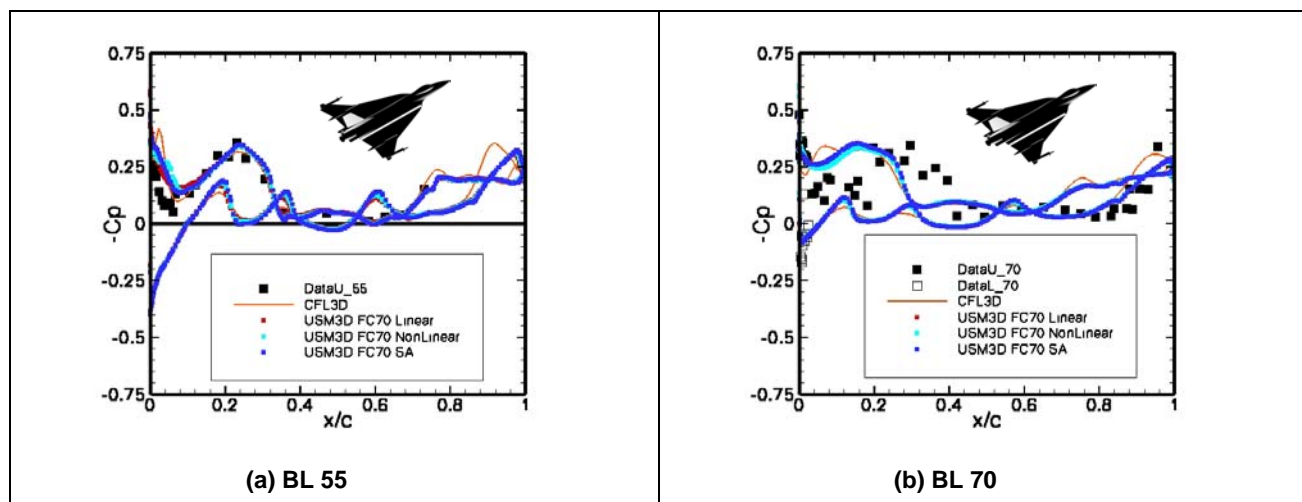 0.75
0.5
0.25
0
-0.25
-0.5
-0.75
-Cp
DataU_55
CFL3D
USM3D FC70 Linear
USM3D FC70 NonLinear
USM3D FC70 SA
0 0.2 0.4 0.6 0.8 1
x/c
(a) BL 55
0.75
0.5
0.25
0
-0.25
-0.5
-0.75
-Cp
DataU_70
DataL_70
CFL3D
USM3D FC70 Linear
USM3D FC70 NonLinear
USM3D FC70 SA
0 0.2 0.4 0.6 0.8 1
x/c
(b) BL 70